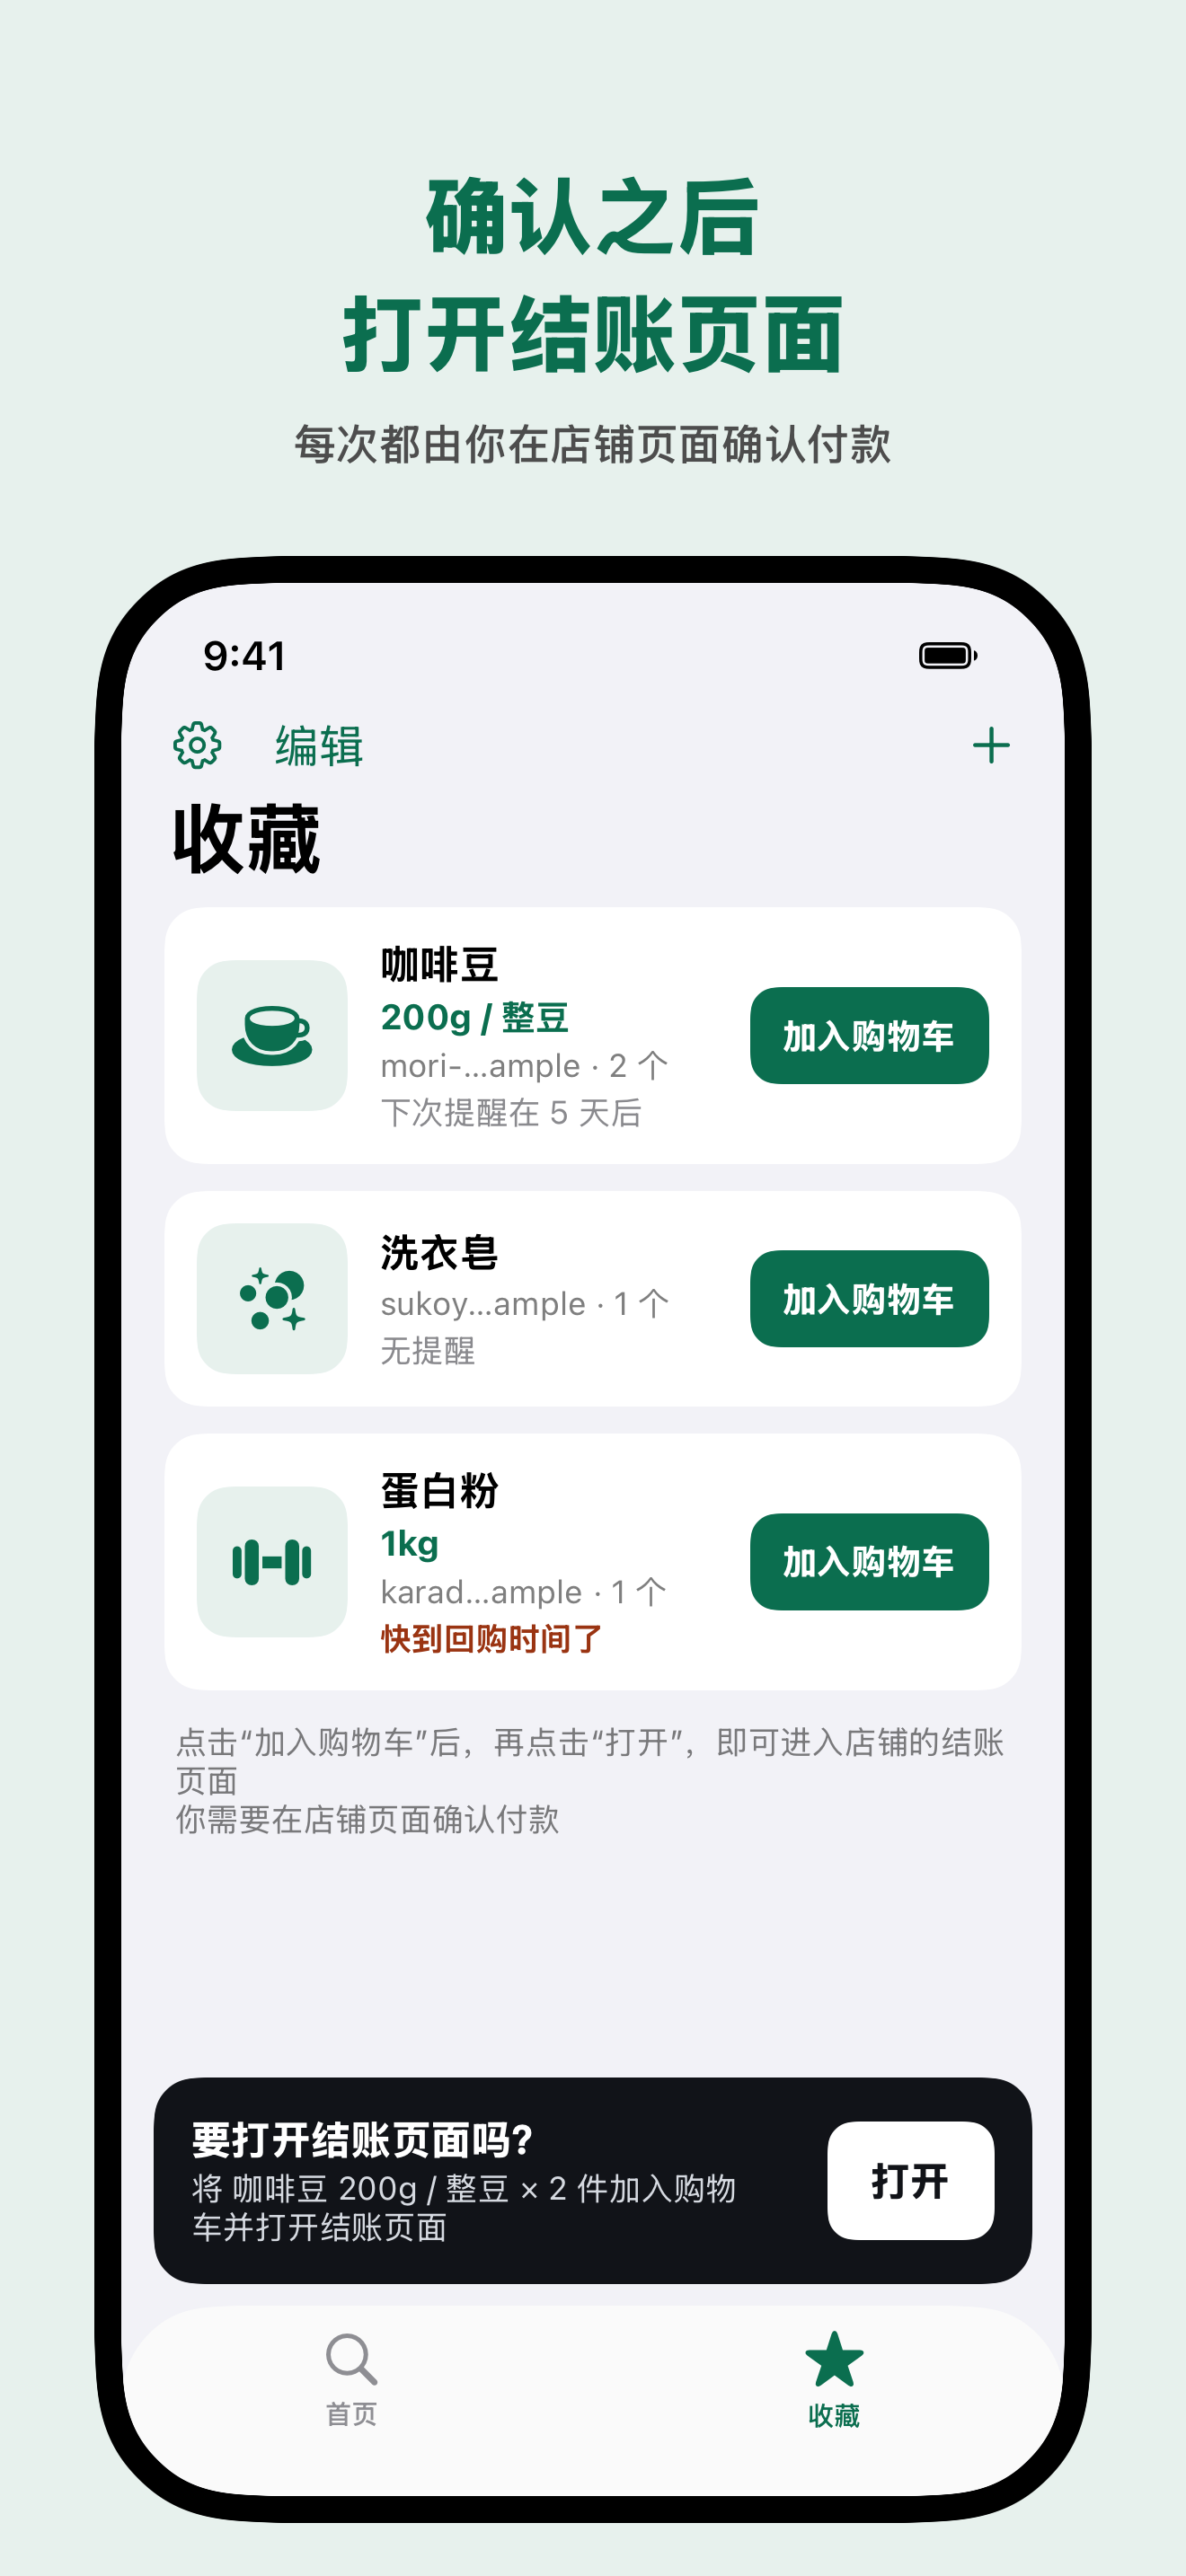 确认之后
打开结账页面
每次都由你在店铺页面确认付款
9:41
编辑
收藏
咖啡豆
200g / 整豆
mori-...ample · 2 个
下次提醒在 5 天后
加入购物车
洗衣皂
sukoy...ample · 1 个
无提醒
加入购物车
蛋白粉
1kg
karad...ample · 1 个
快到回购时间了
加入购物车
点击“加入购物车”后，再点击“打开”，即可进入店铺的结账
页面
你需要在店铺页面确认付款
要打开结账页面吗？
将 咖啡豆 200g / 整豆 × 2 件加入购物
车并打开结账页面
打开
首页
收藏